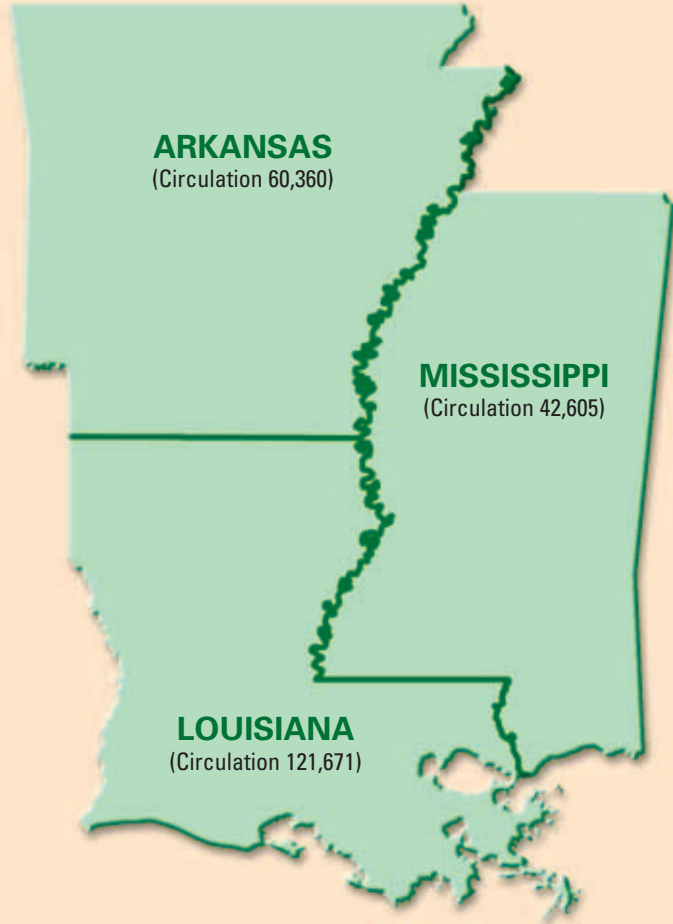 ARKANSAS
(Circulation 60,360)
MISSISSIPPI
(Circulation 42,605)
LOUISIANA
(Circulation 121,671)